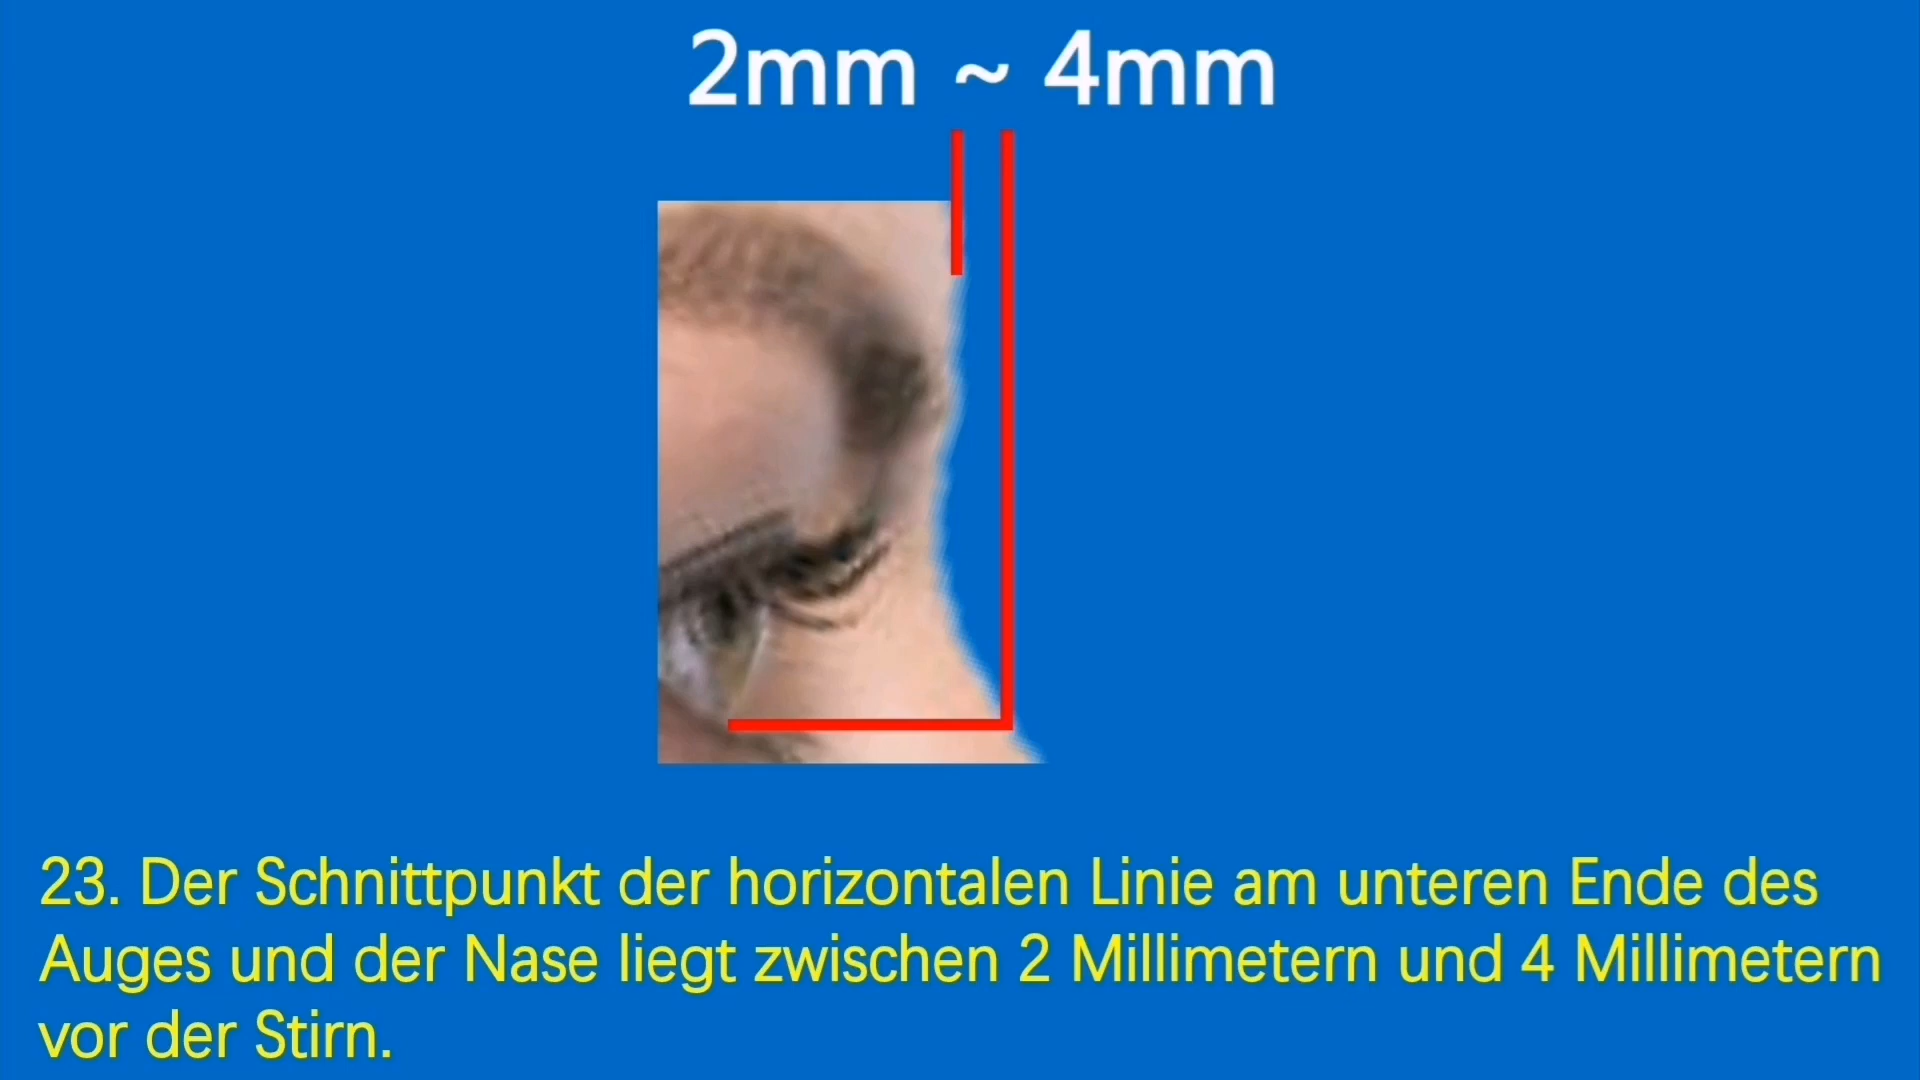 2mm ~ 4mm
23. Der Schnittpunkt der horizontalen Linie am unteren Ende des
Auges und der Nase liegt zwischen 2 Millimetern und 4 Millimetern
vor der Stirn.